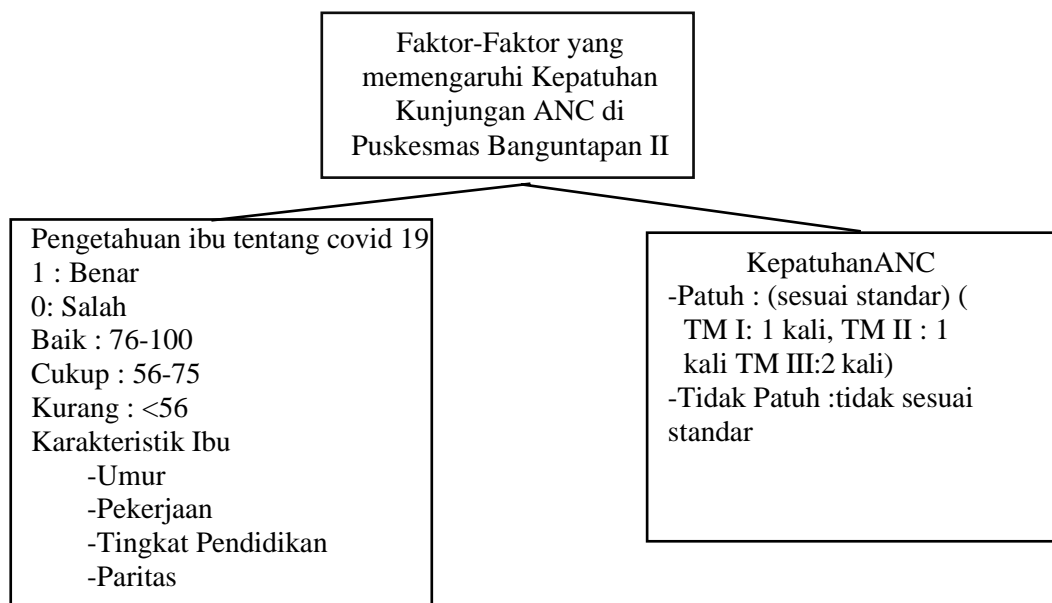 Faktor-Faktor yang
memengaruhi Kepatuhan
Kunjungan ANC di
Puskesmas Banguntapan II
Pengetahuan ibu tentang covid 19
1 : Benar
0: Salah
Baik : 76-100
Cukup : 56-75
Kurang : <56
Karakteristik Ibu
-Umur
-Pekerjaan
-Tingkat Pendidikan
-Paritas
KepatuhanANC
-Patuh : (sesuai standar) (
TM I: 1 kali, TM II : 1
kali TM III:2 kali)
-Tidak Patuh :tidak sesuai
standar